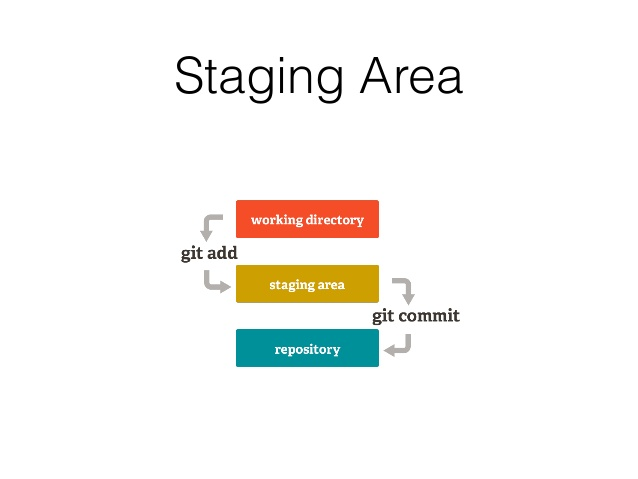 Staging Area
working directory
git add
staging area
git commit
repository